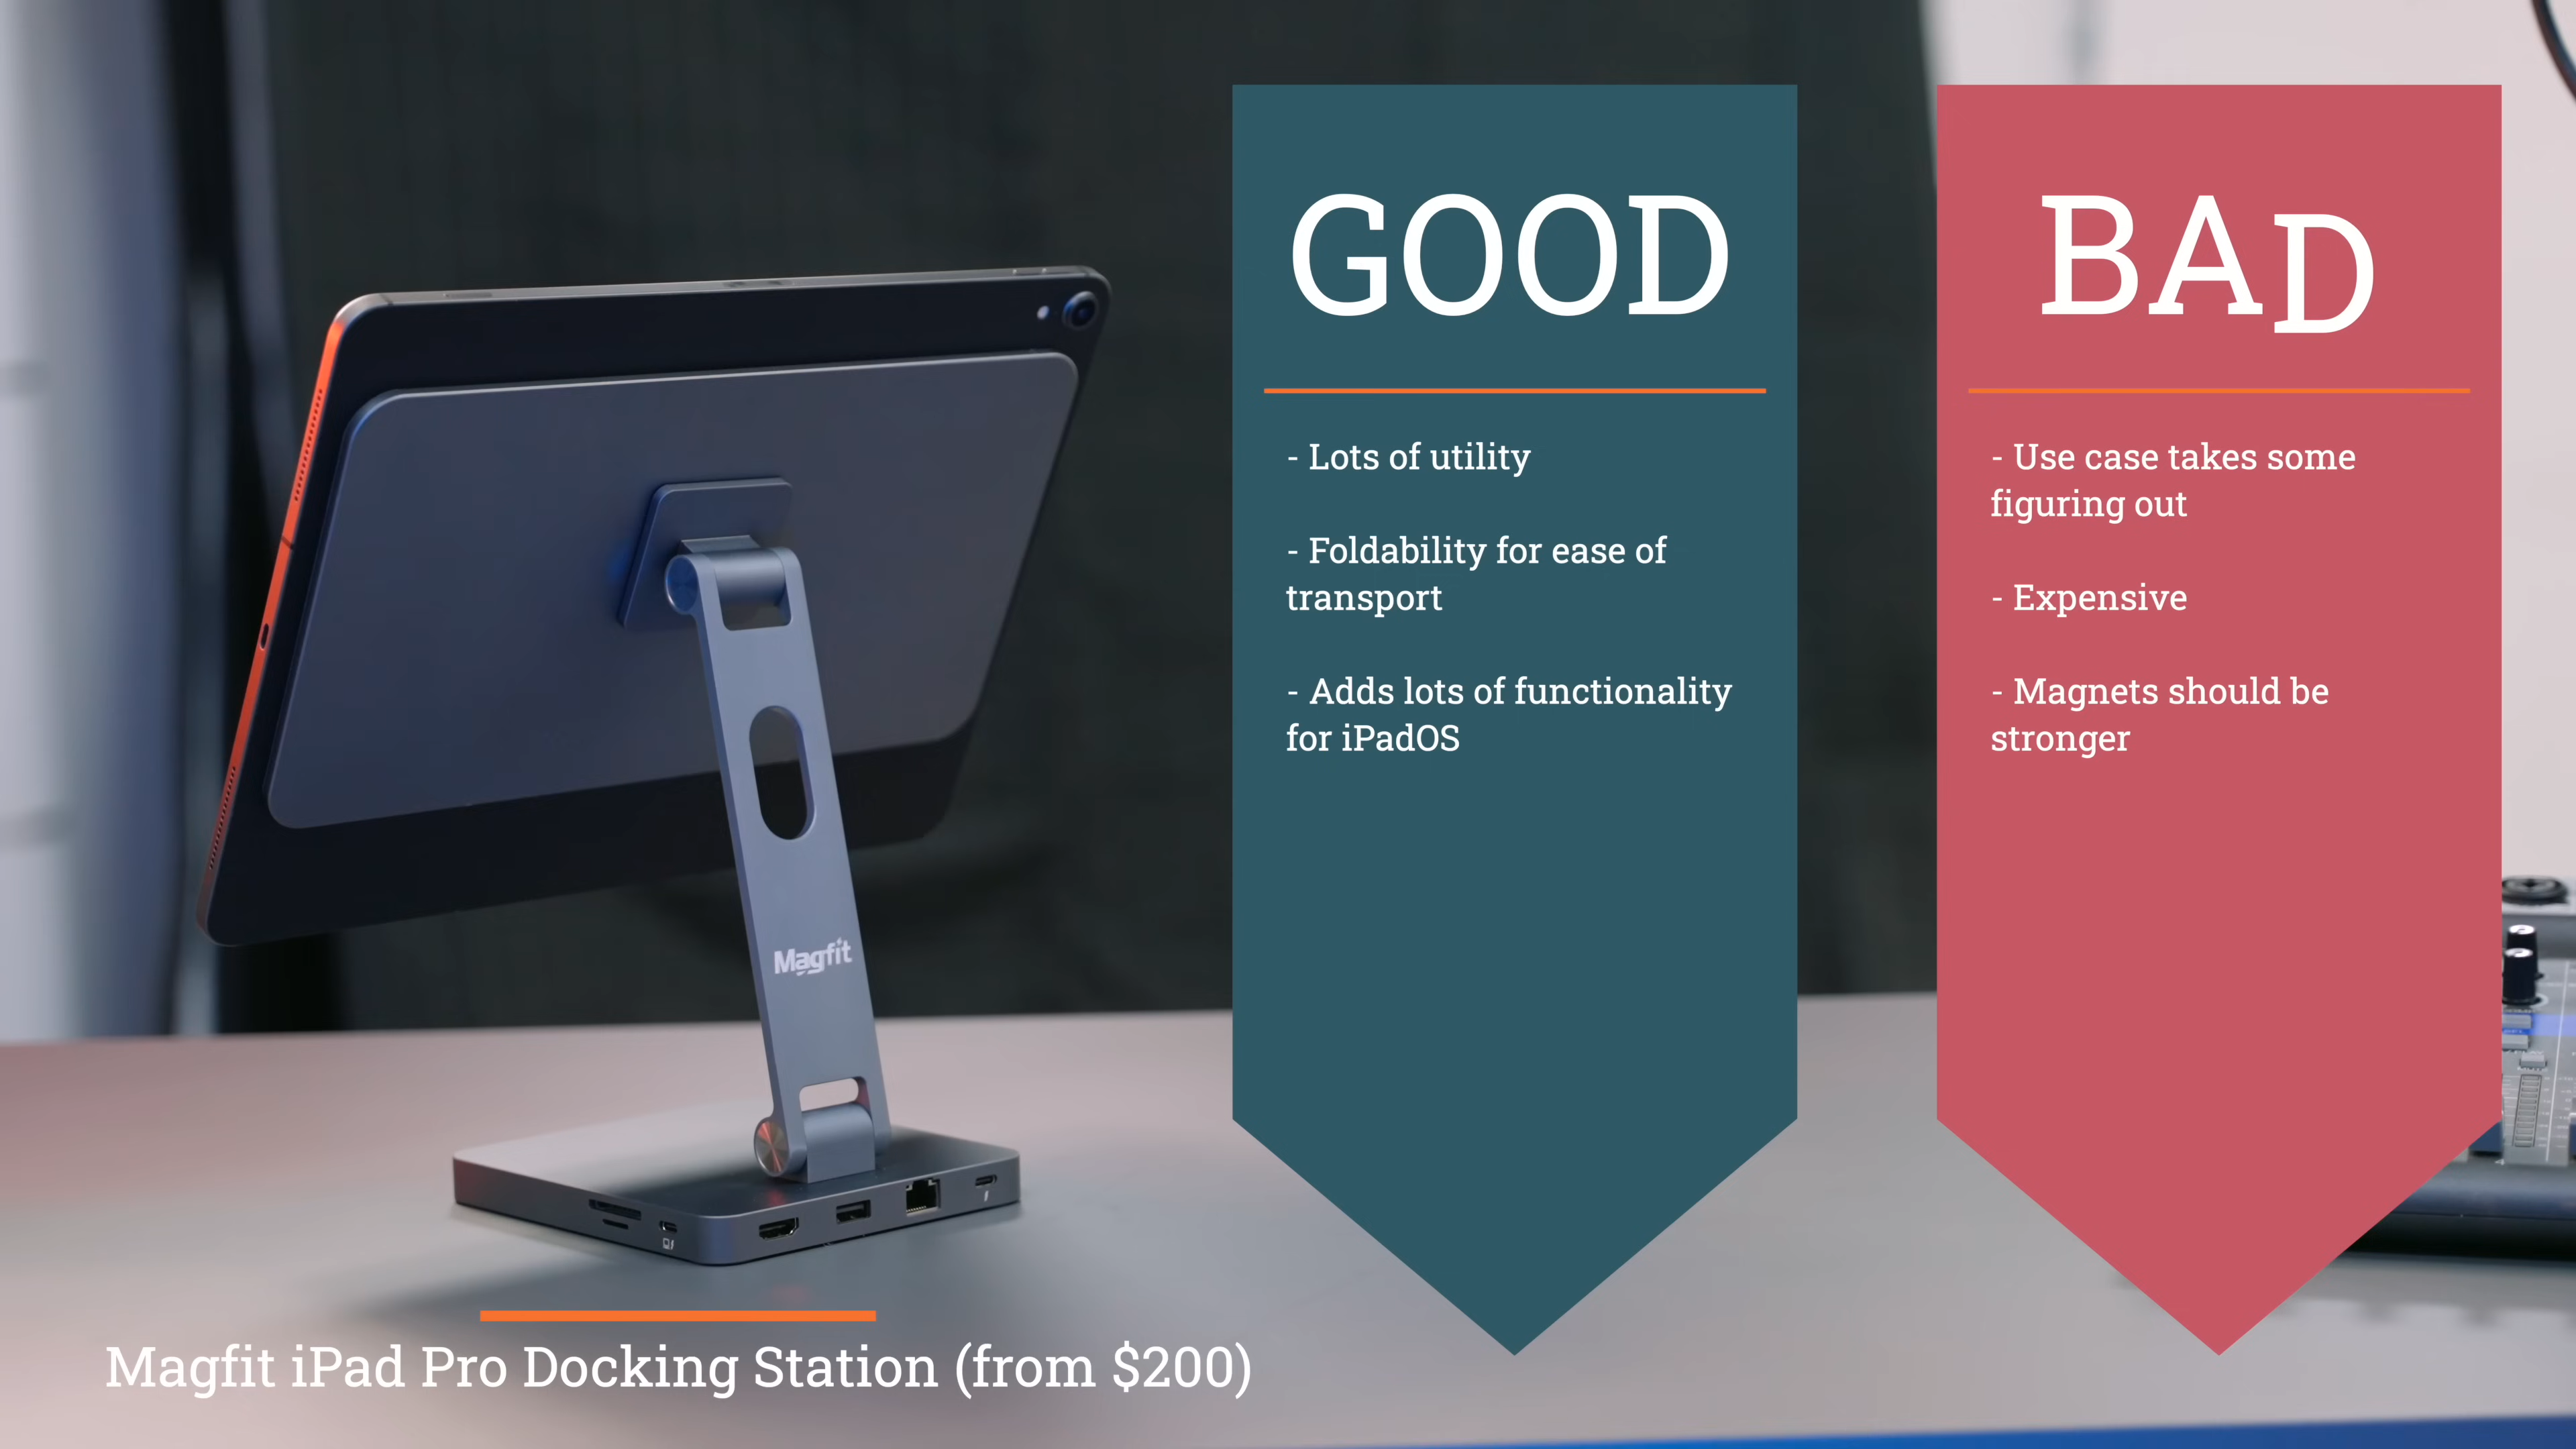 GOOD
- Lots of utility
- Foldability for ease of
transport
- Adds lots of functionality
for iPadOS
BAD
- Use case takes some
figuring out
- Expensive
- Magnets should be
stronger
Magfit
Magfit iPad Pro Docking Station (from $200)